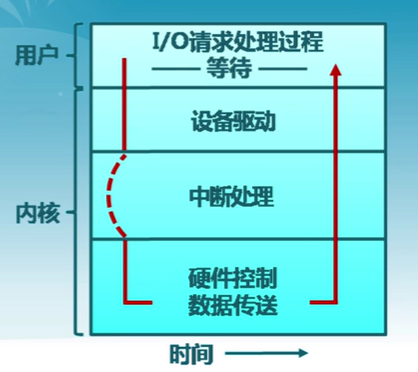 用户
I/O请求处理过程
等待
设备驱动
内核
中断处理
硬件控制
数据传送
时间